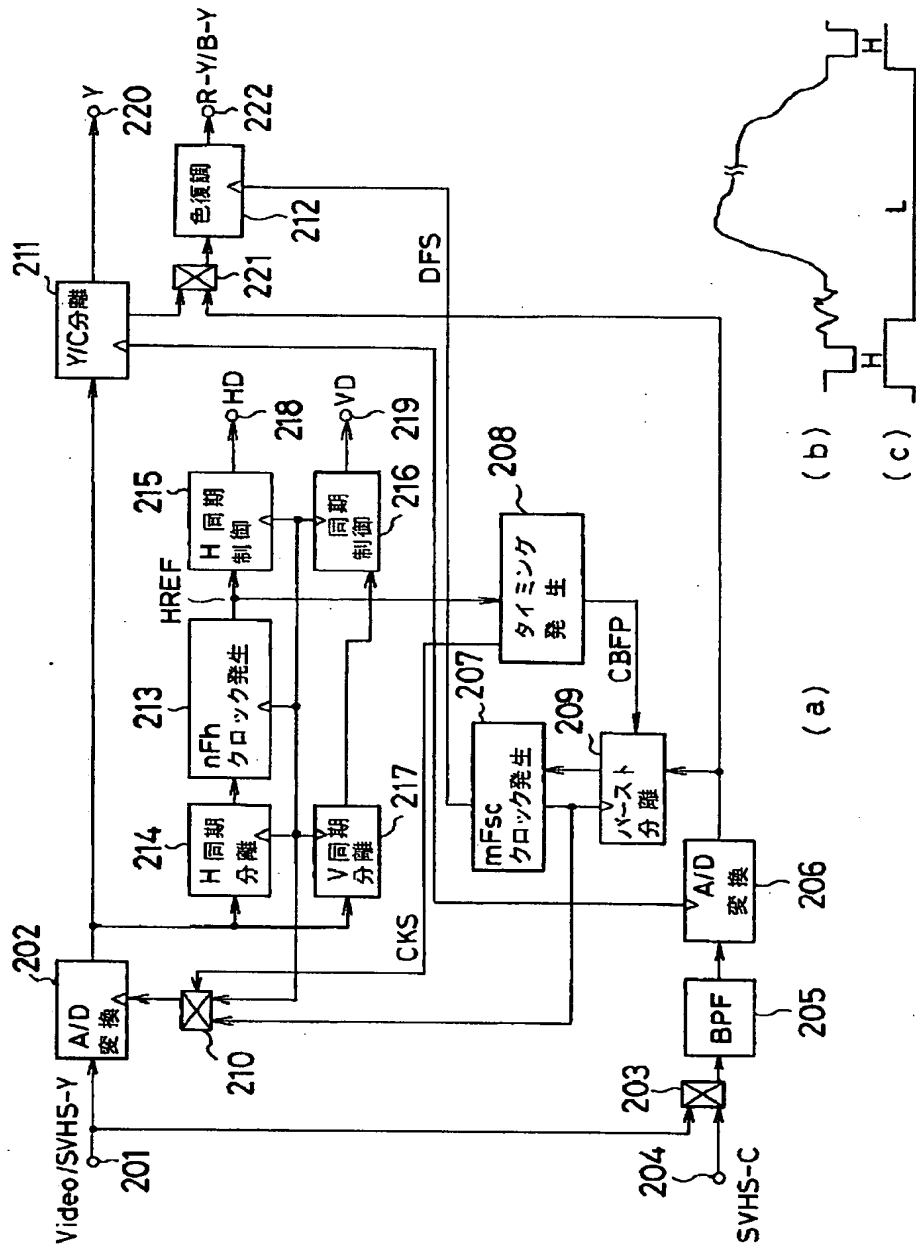 Video/SVHS-Y
201
202
A/D
変換
210
CKS
214
H同期
分離
213
nFh
クロック発生
HREF
215
H同期
制御
HD
218
V同期
分離
217
同期
制御
216
VD
219
211
Y/C分離
Y
220
221
色復調
212
R-Y/B-Y
222
DFS
207
mFsc
クロック発生
208
タイミング
発生
CBFP
209
バースト
分離
SVHS-C
204
203
BPF
205
A/D
変換
206
(a)
(b)
(c)
H
L
H